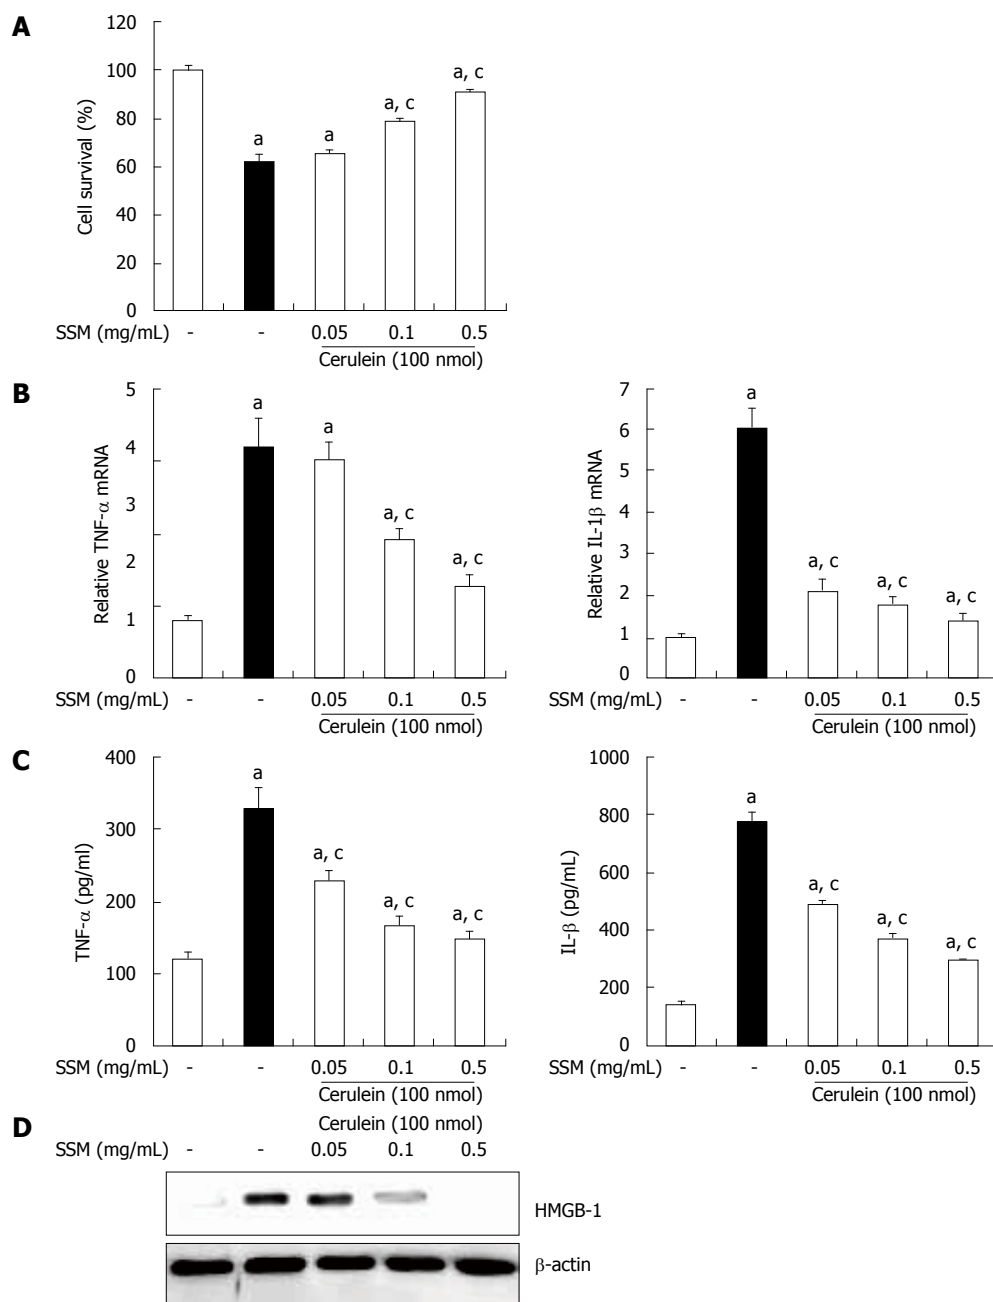 A
120
100
80
60
40
20
0
Cell survival (%)
a
a
a, c
a, c
SSM (mg/mL) - - 0.05 0.1 0.5
Cerulein (100 nmol)
B
5
4
3
2
1
0
Relative TNF-α mRNA
a
a
a, c
a, c
SSM (mg/mL) - - 0.05 0.1 0.5
Cerulein (100 nmol)
7
6
5
4
3
2
1
0
Relative IL-1β mRNA
a
a, c
a, c
a, c
SSM (mg/mL) - - 0.05 0.1 0.5
Cerulein (100 nmol)
C
400
300
200
100
0
TNF-α (pg/ml)
a
a, c
a, c
a, c
SSM (mg/mL) - - 0.05 0.1 0.5
Cerulein (100 nmol)
1000
800
600
400
200
0
IL-β (pg/mL)
a
a, c
a, c
a, c
SSM (mg/mL) - - 0.05 0.1 0.5
Cerulein (100 nmol)
D
Cerulein (100 nmol)
SSM (mg/mL) - - 0.05 0.1 0.5
HMGB-1
β-actin